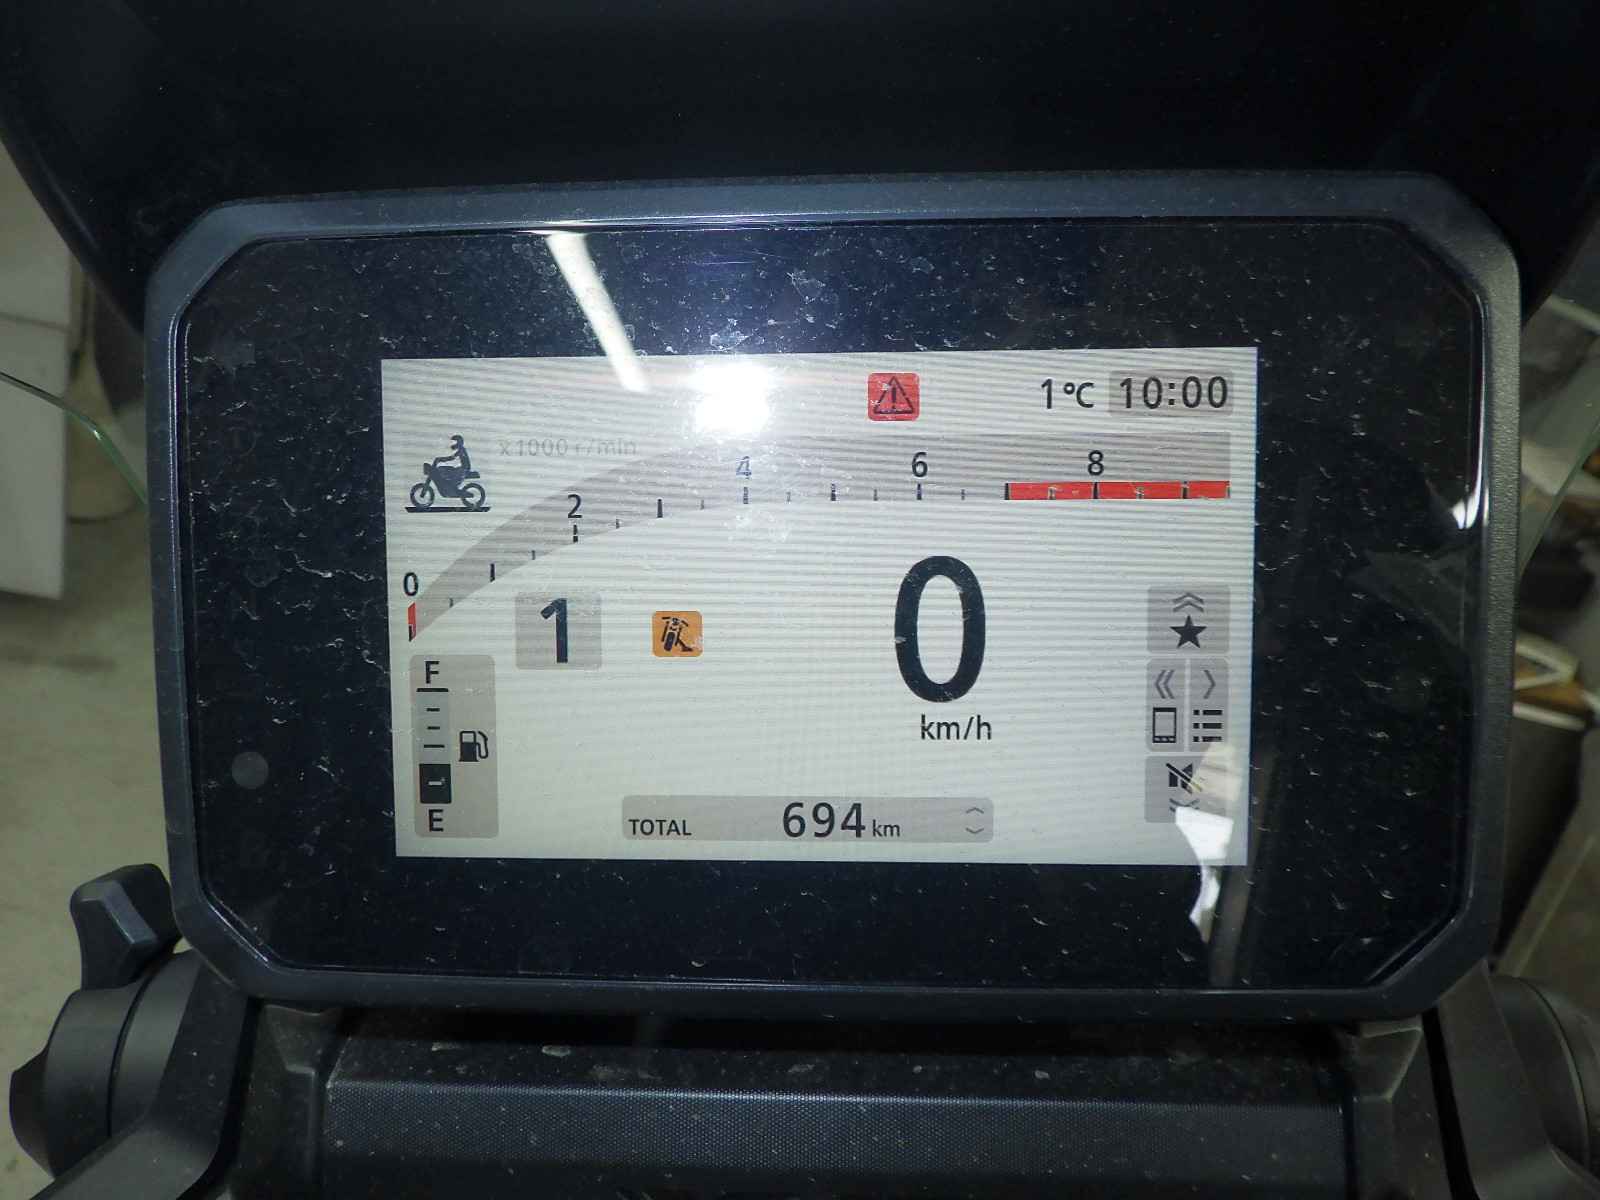 1°C 10:00
x1000 r/min
0 2 4 6 8
1
0
km/h
F
E
TOTAL 694 km